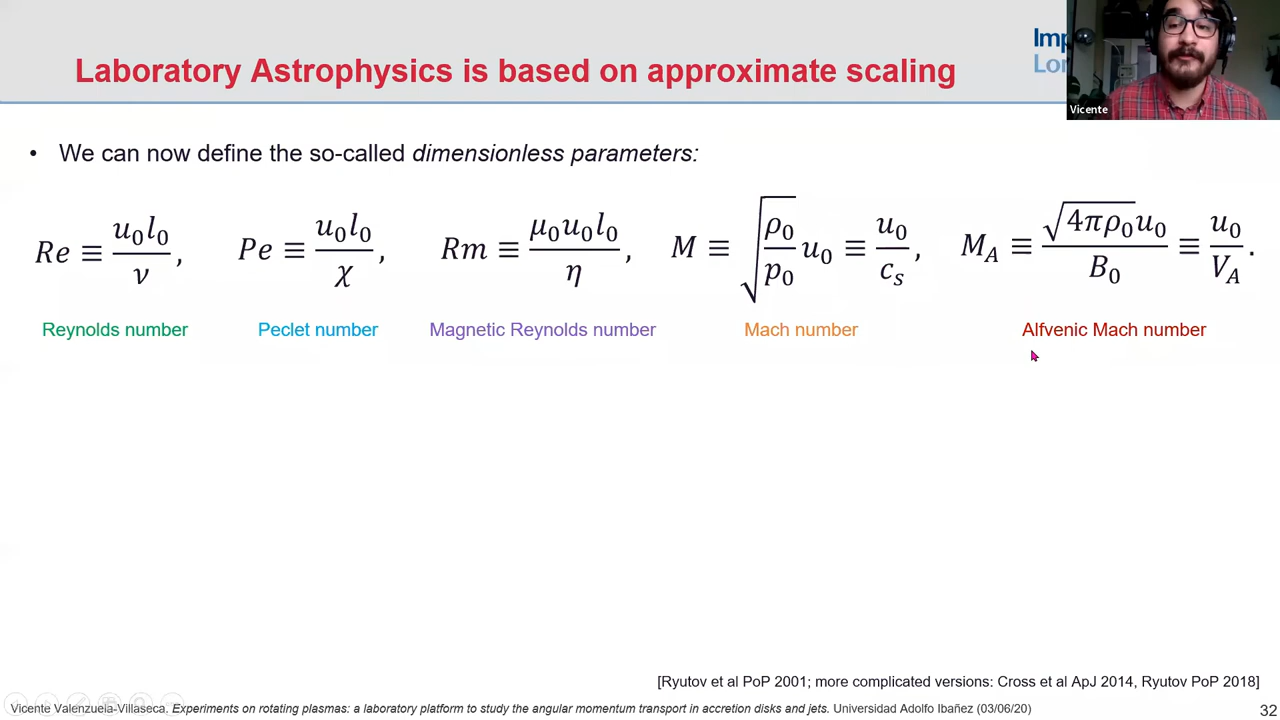 Laboratory Astrophysics is based on approximate scaling
Imp
Lon
Vicente
• We can now define the so-called dimensionless parameters:
Re ≡ u₀l₀/ν, Pe ≡ u₀l₀/χ, Rm ≡ μ₀u₀l₀/η, M ≡ √(ρ₀/p₀) u₀ ≡ u₀/cₛ, M_A ≡ √(4πρ₀)u₀/B₀ ≡ u₀/V_A.
Reynolds number Peclet number Magnetic Reynolds number Mach number Alfvenic Mach number
[Ryutov et al PoP 2001; more complicated versions: Cross et al ApJ 2014, Ryutov PoP 2018]
Vicente Valenzuela-Villaseca. Experiments on rotating plasmas: a laboratory platform to study the angular momentum transport in accretion disks and jets. Universidad Adolfo Ibañez (03/06/20) 32